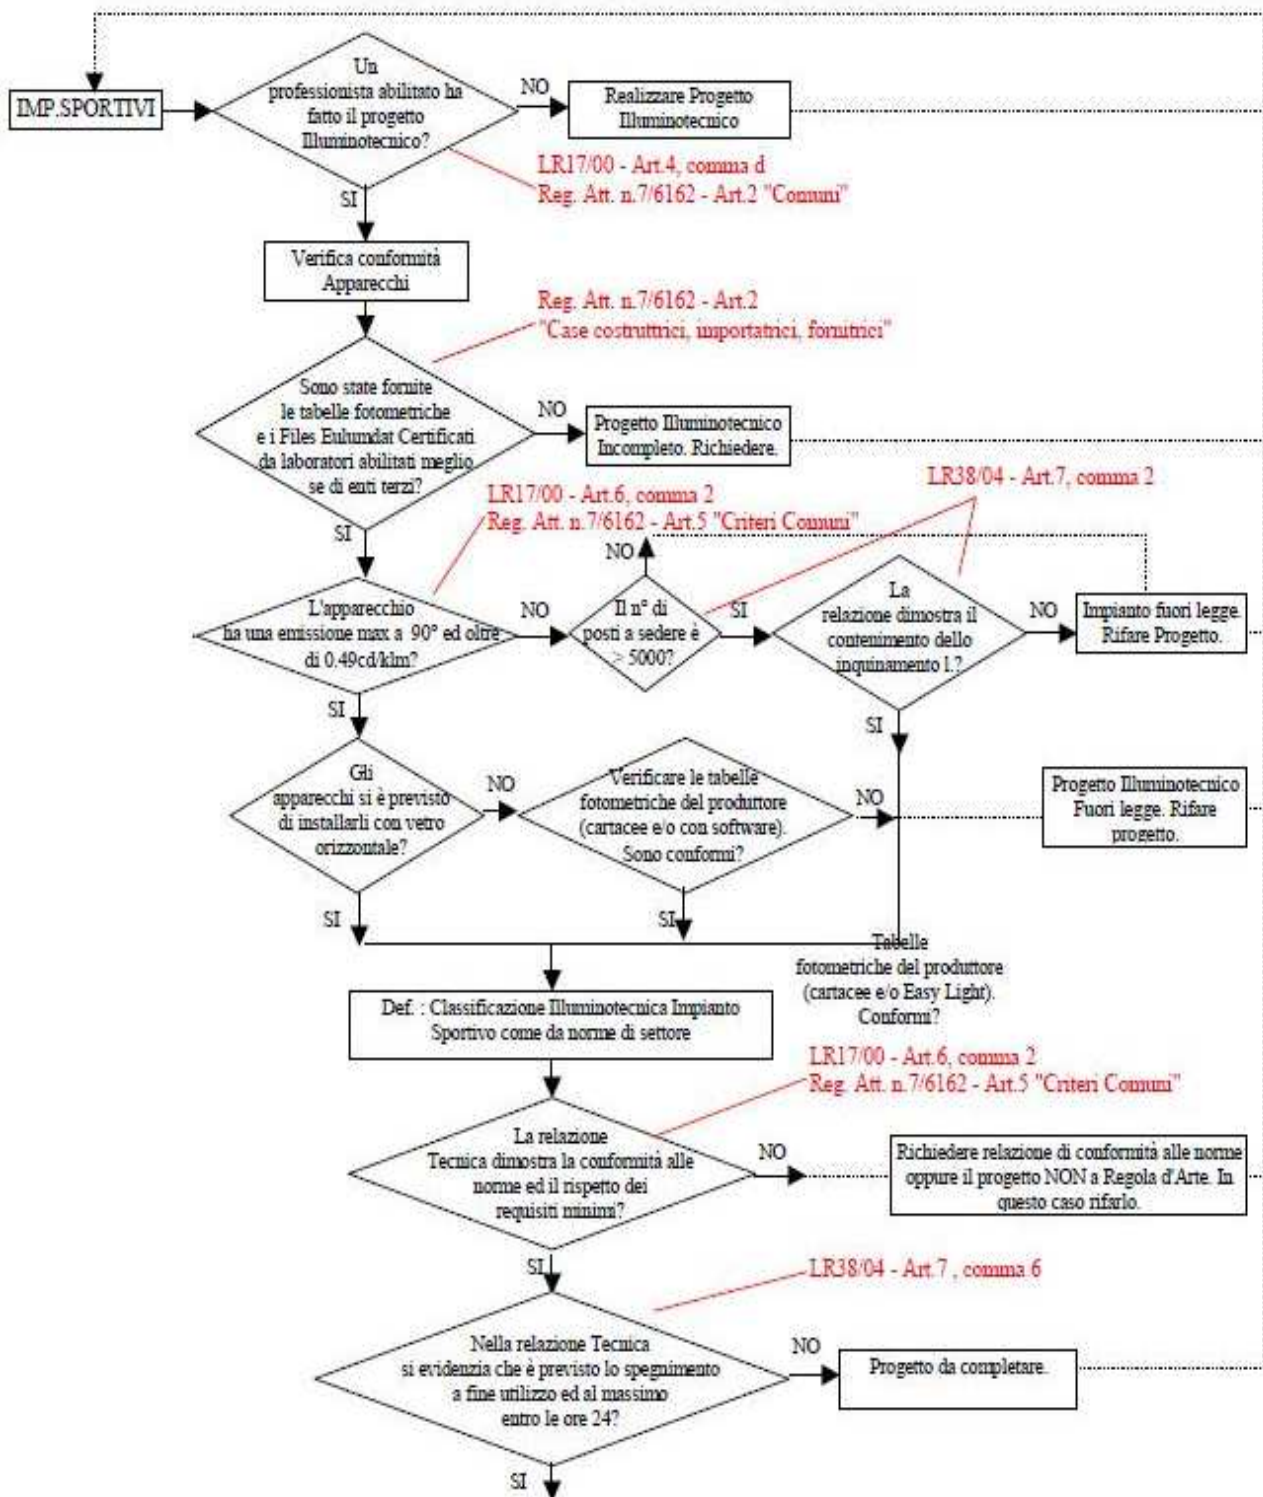 IMP.SPORTIVI
Un
professionista abilitato ha
fatto il progetto
Illuminotecnico?
NO
Realizzare Progetto
Illuminotecnico
LR17/00 - Art.4, comma d
Reg. Att. n.7/6162 - Art.2 "Comuni"
SI
Verifica conformità
Apparecchi
Reg. Att. n.7/6162 - Art.2
"Case costruttrici, importatrici, fornitrici"
Sono state fornite
le tabelle fotometriche
e i Files Eulumdat Certificati
da laboratori abilitati meglio
se di enti terzi?
NO
Progetto Illuminotecnico
Incompleto. Richiedere.
LR17/00 - Art.6, comma 2
Reg. Att. n.7/6162 - Art.5 "Criteri Comuni"
LR38/04 - Art.7, comma 2
SI
L'apparecchio
ha una emissione max a 90° ed oltre
di 0.49cd/klm?
NO
NO
Il n° di
posti a sedere è
> 5000?
SI
La
relazione dimostra il
contenimento dello
inquinamento l.?
NO
Impianto fuori legge.
Rifare Progetto.
SI
SI
Gli
apparecchi si è previsto
di installarli con vetro
orizzontale?
NO
Verificare le tabelle
fotometriche del produttore
(cartacee e/o con software).
Sono conformi?
NO
Progetto Illuminotecnico
Fuori legge. Rifare
progetto.
SI
SI
Tabelle
fotometriche del produttore
(cartacee e/o Easy Light).
Conformi?
Def. : Classificazione Illuminotecnica Impianto
Sportivo come da norme di settore
LR17/00 - Art.6, comma 2
Reg. Att. n.7/6162 - Art.5 "Criteri Comuni"
La relazione
Tecnica dimostra la conformità alle
norme ed il rispetto dei
requisiti minimi?
NO
Richiedere relazione di conformità alle norme
oppure il progetto NON a Regola d'Arte. In
questo caso rifarlo.
SI
LR38/04 - Art.7 , comma 6
Nella relazione Tecnica
si evidenzia che è previsto lo spegnimento
a fine utilizzo ed al massimo
entro le ore 24?
NO
Progetto da completare.
SI